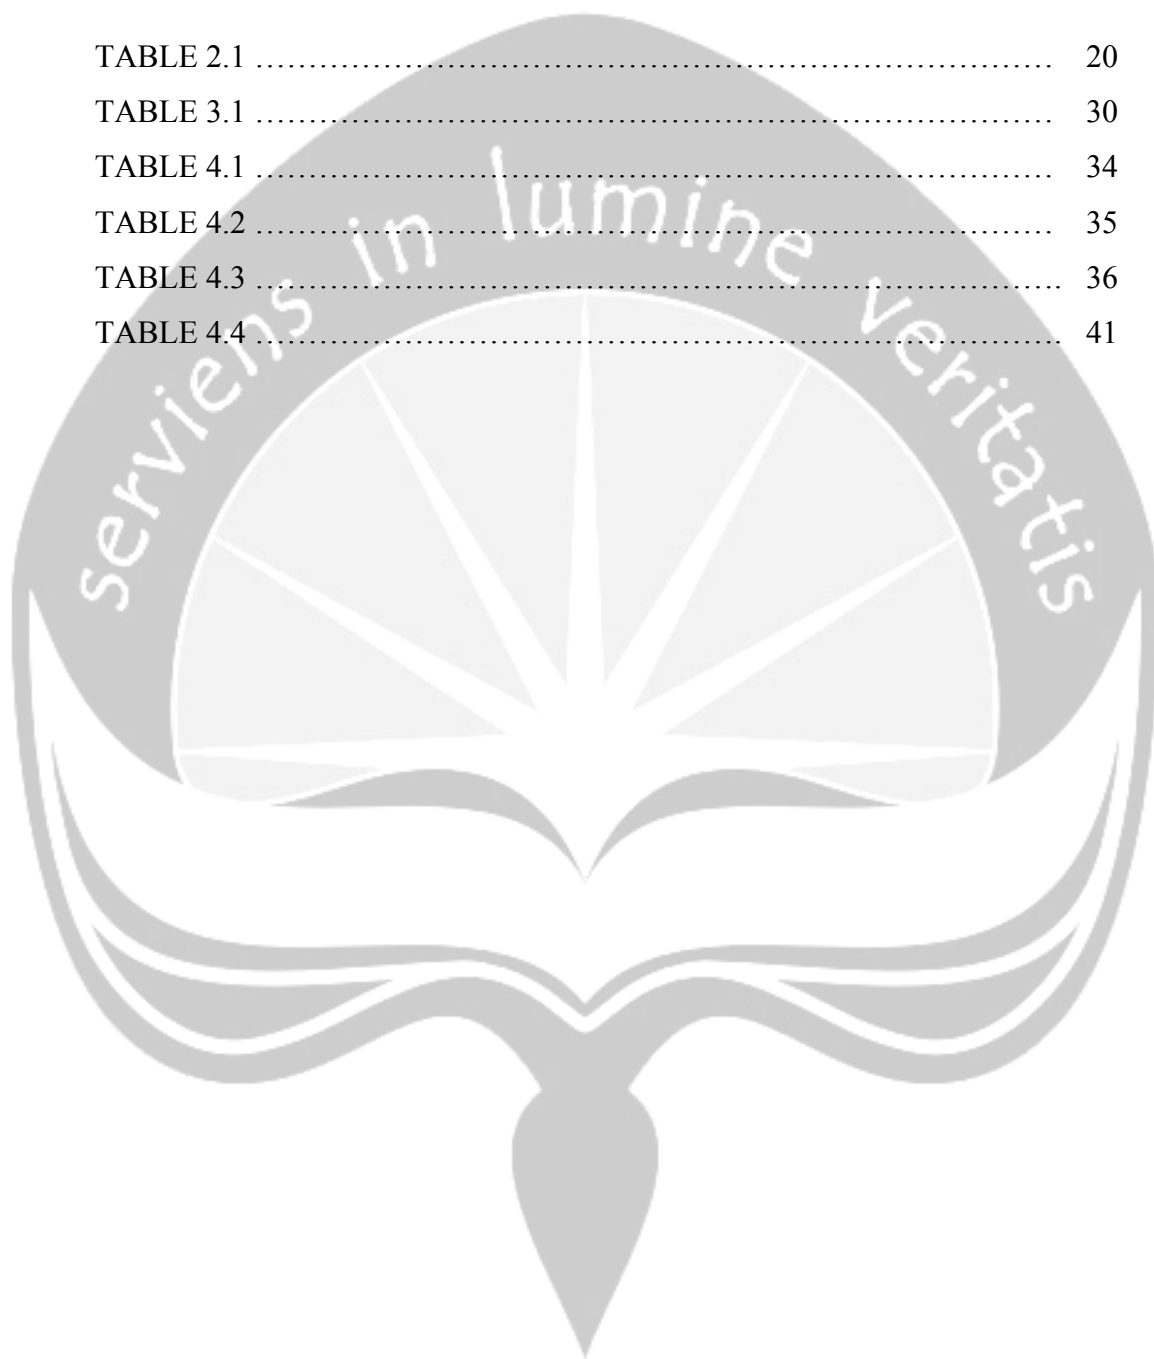 TABLE 2.1 ........................................................................... 20
TABLE 3.1 ........................................................................... 30
TABLE 4.1 ........................................................................... 34
TABLE 4.2 ........................................................................... 35
TABLE 4.3 ............................................................................ 36
TABLE 4.4 ............................................................................ 41
serviens in lumine veritatis